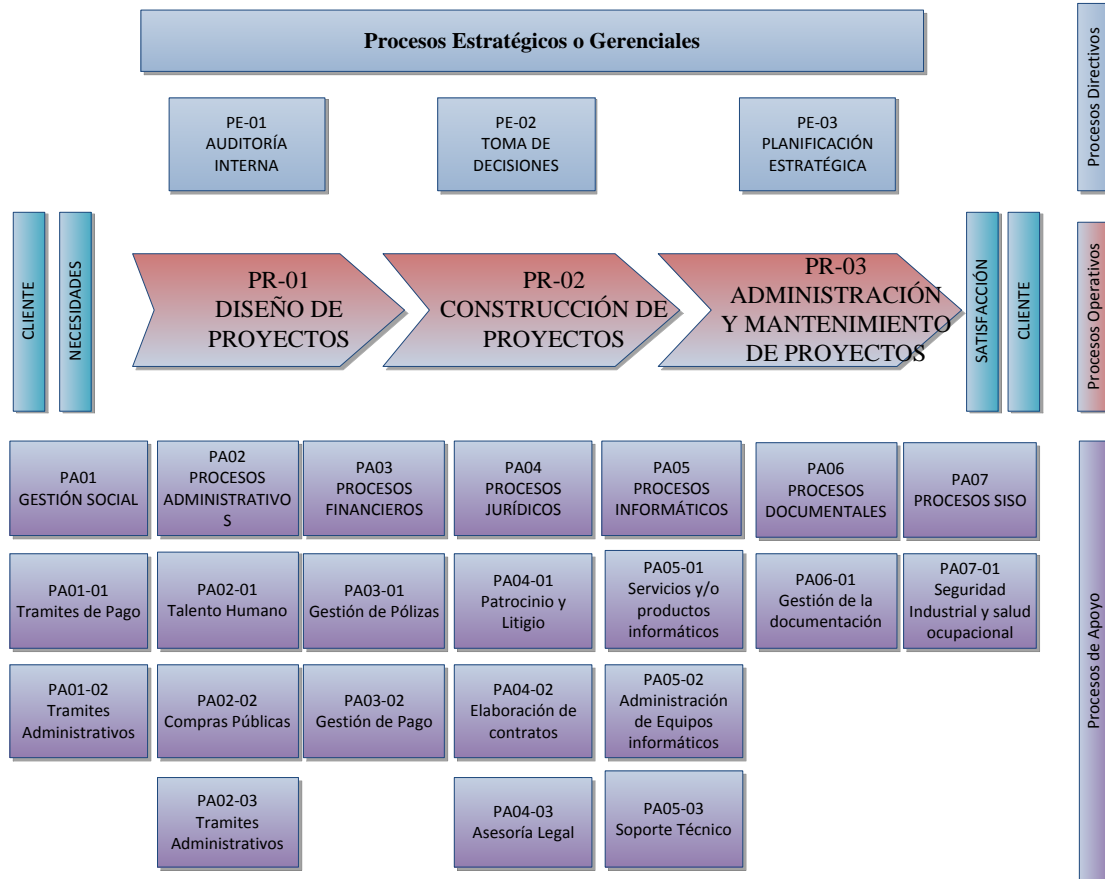 Procesos Estratégicos o Gerenciales
Procesos Directivos
PE-01
AUDITORÍA
INTERNA
PE-02
TOMA DE
DECISIONES
PE-03
PLANIFICACIÓN
ESTRATÉGICA
CLIENTE
NECESIDADES
PR-01
DISEÑO DE
PROYECTOS
PR-02
CONSTRUCCIÓN DE
PROYECTOS
PR-03
ADMINISTRACIÓN
Y MANTENIMIENTO
DE PROYECTOS
SATISFACCIÓN
CLIENTE
Procesos Operativos
PA01
GESTIÓN SOCIAL
PA02
PROCESOS
ADMINISTRATIVO
S
PA03
PROCESOS
FINANCIEROS
PA04
PROCESOS
JURÍDICOS
PA05
PROCESOS
INFORMÁTICOS
PA06
PROCESOS
DOCUMENTALES
PA07
PROCESOS SISO
PA01-01
Tramites de Pago
PA02-01
Talento Humano
PA03-01
Gestión de Pólizas
PA04-01
Patrocinio y
Litigio
PA05-01
Servicios y/o
productos
informáticos
PA06-01
Gestión de la
documentación
PA07-01
Seguridad
Industrial y salud
ocupacional
PA01-02
Tramites
Administrativos
PA02-02
Compras Públicas
PA03-02
Gestión de Pago
PA04-02
Elaboración de
contratos
PA05-02
Administración
de Equipos
informáticos
PA02-03
Tramites
Administrativos
PA04-03
Asesoría Legal
PA05-03
Soporte Técnico
Procesos de Apoyo